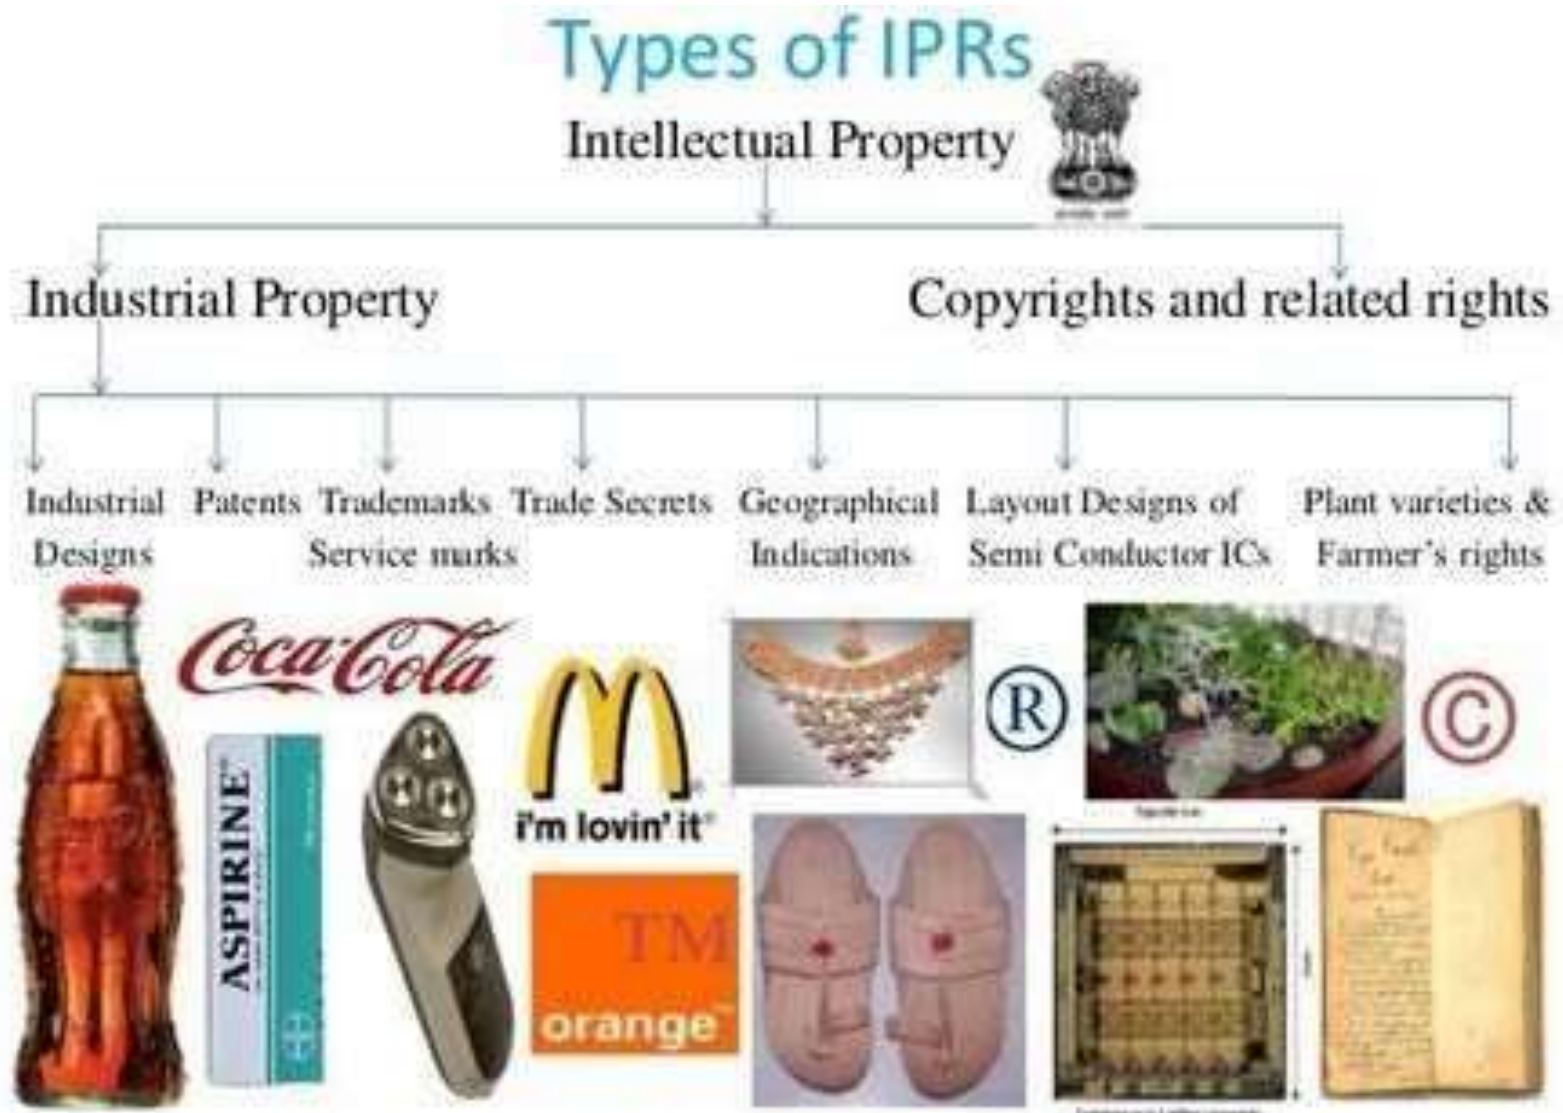 Types of IPRs
Intellectual Property
Industrial Property
Copyrights and related rights
Industrial Designs
Patents
Trademarks Service marks
Trade Secrets
Geographical Indications
Layout Designs of Semi Conductor ICs
Plant varieties & Farmer's rights
Coca-Cola
ASPIRINE
i'm lovin' it®
®
©
TM
orange™